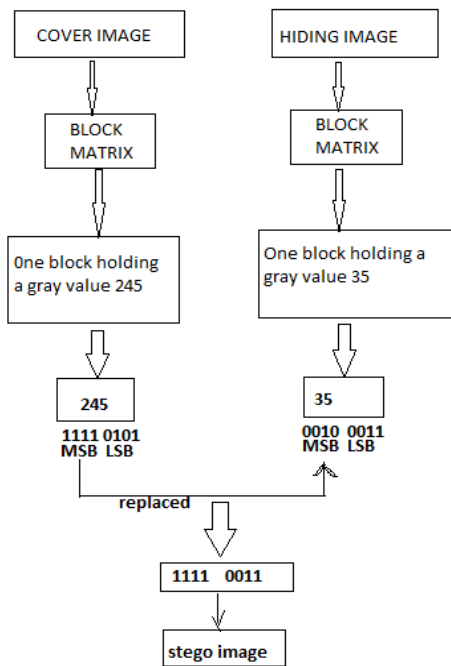 COVER IMAGE
HIDING IMAGE
BLOCK
MATRIX
BLOCK
MATRIX
0ne block holding
a gray value 245
One block holding a
gray value 35
245
1111 0101
MSB LSB
35
0010 0011
MSB LSB
replaced
1111 0011
stego image